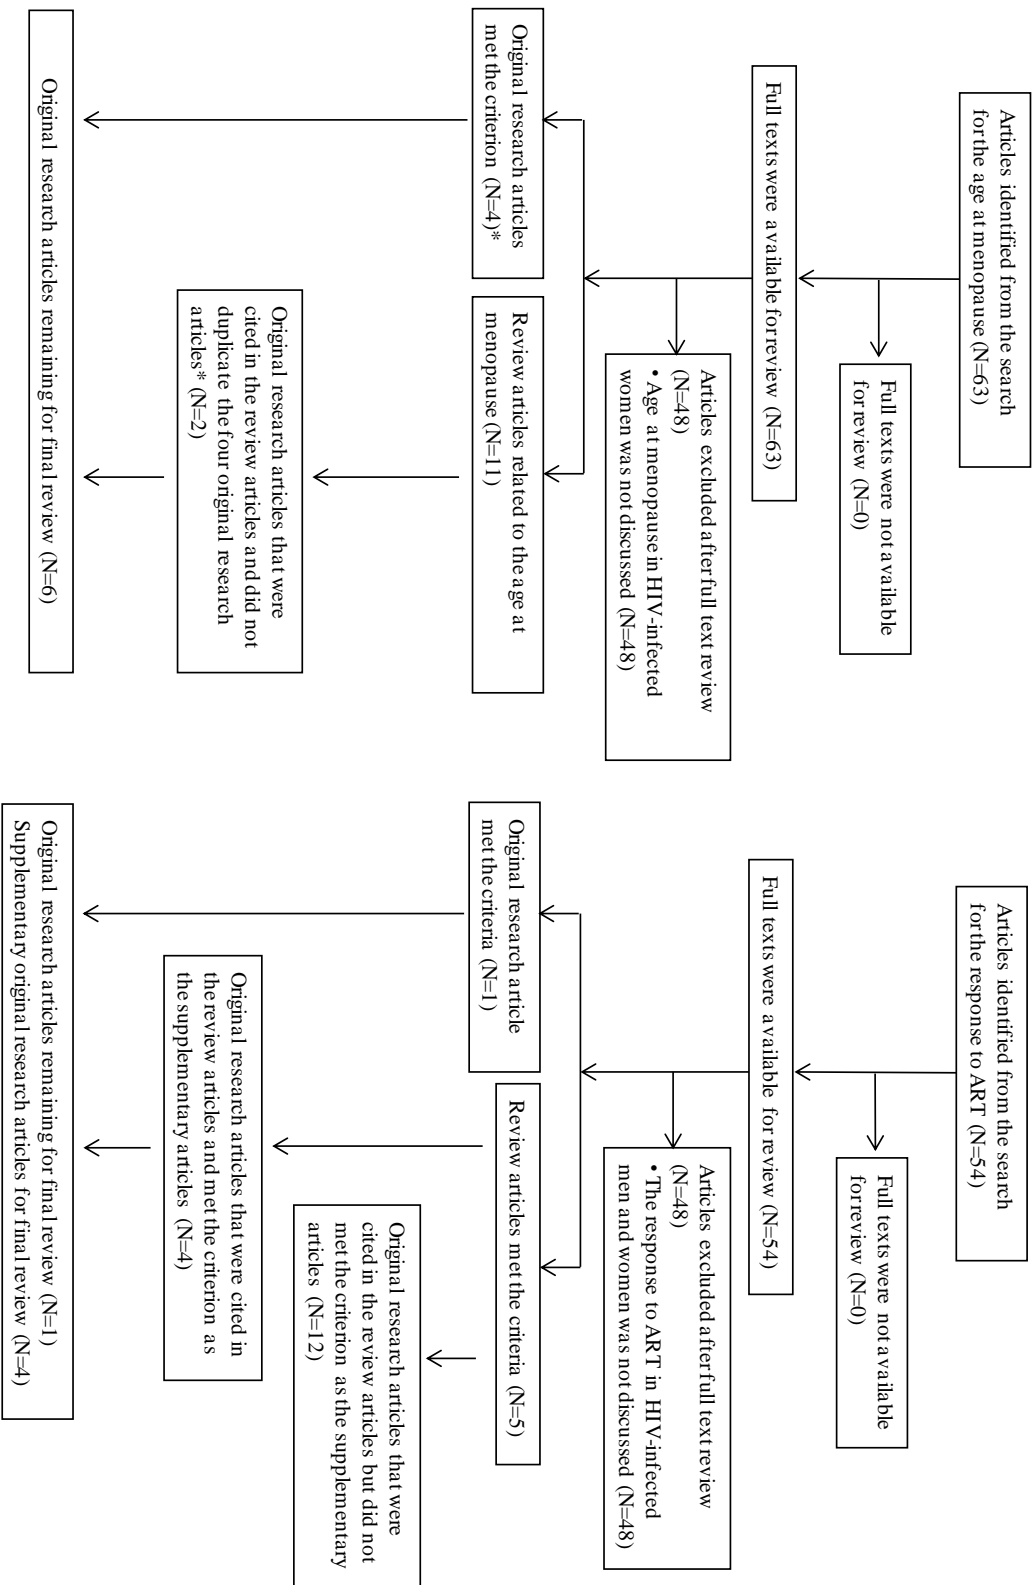 Articles identified from the search
for the age at menopause (N=63)
Full texts were not available
for review (N=0)
Full texts were available for review (N=63)
Articles excluded after full text review
(N=48)
• Age at menopause in HIV-infected
women was not discussed (N=48)
Original research articles
met the criterion (N=4)*
Review articles related to the age at
menopause (N=11)
Original research articles that were
cited in the review articles and did not
duplicate the four original research
articles* (N=2)
Original research articles remaining for final review (N=6)
Articles identified from the search
for the response to ART (N=54)
Full texts were not available
for review (N=0)
Full texts were available for review (N=54)
Articles excluded after full text review
(N=48)
• The response to ART in HIV-infected
men and women was not discussed (N=48)
Original research article
met the criteria (N=1)
Review articles met the criteria (N=5)
Original research articles that were
cited in the review articles but did not
met the criterion as the supplementary
articles (N=12)
Original research articles that were cited in
the review articles and met the criterion as
the supplementary articles (N=4)
Original research articles remaining for final review (N=1)
Supplementary original research articles for final review (N=4)